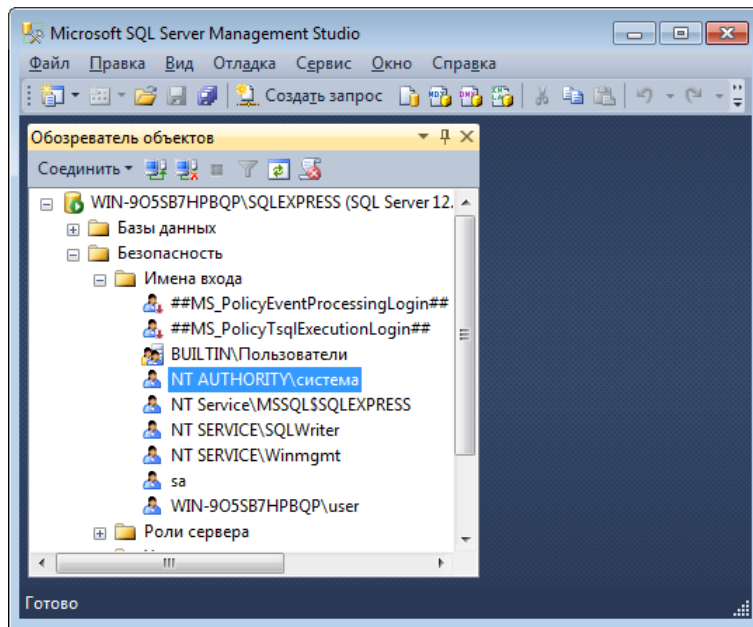 Microsoft SQL Server Management Studio
Файл Правка Вид Отладка Сервис Окно Справка
Создать запрос
Обозреватель объектов
Соединить
WIN-9O5SB7HPBQP\SQLEXPRESS (SQL Server 12.
Базы данных
Безопасность
Имена входа
##MS_PolicyEventProcessingLogin##
##MS_PolicyTsqlExecutionLogin##
BUILTIN\Пользователи
NT AUTHORITY\система
NT Service\MSSQL$SQLEXPRESS
NT SERVICE\SQLWriter
NT SERVICE\Winmgmt
sa
WIN-9O5SB7HPBQP\user
Роли сервера
Готово